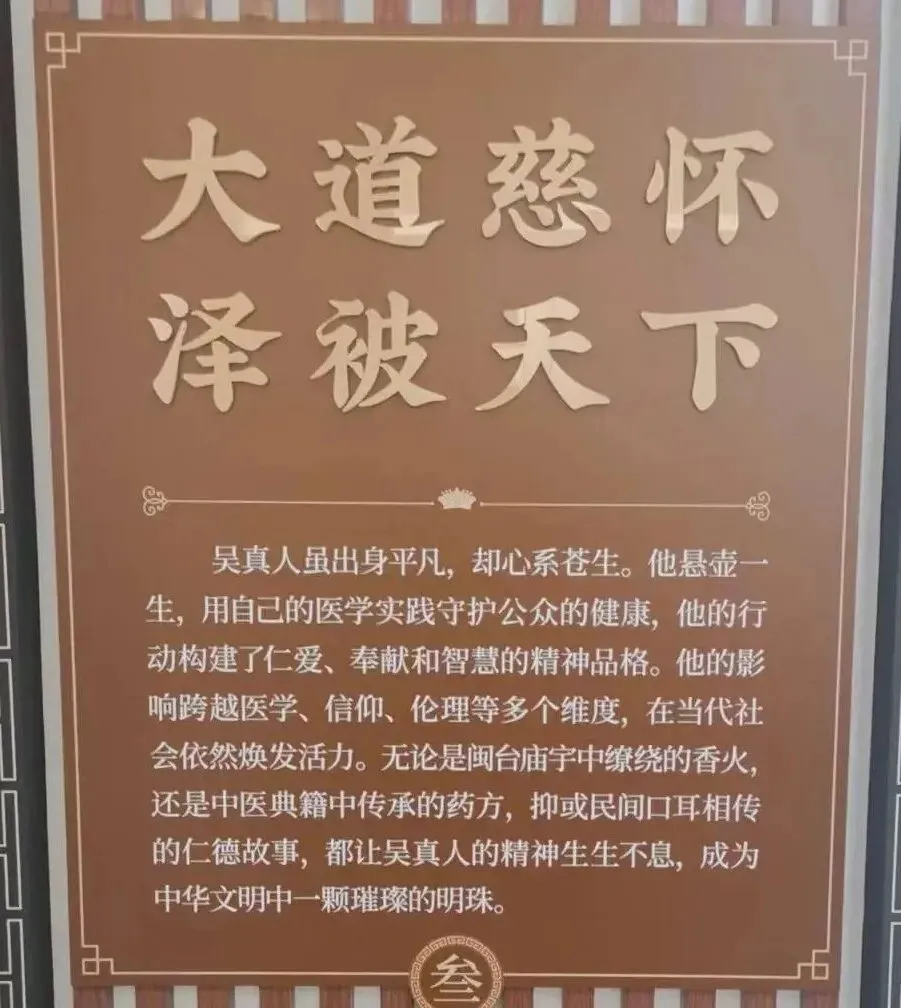 大道慈怀
泽被天下
吴真人虽出身平凡，却心系苍生。他悬壶一
生，用自己的医学实践守护公众的健康，他的行
动构建了仁爱、奉献和智慧的精神品格。他的影
响跨越医学、信仰、伦理等多个维度，在当代社
会依然焕发活力。无论是闽台庙宇中缭绕的香火，
还是中医典籍中传承的药方，抑或民间口耳相传
的仁德故事，都让吴真人的精神生生不息，成为
中华文明中一颗璀璨的明珠。
叁